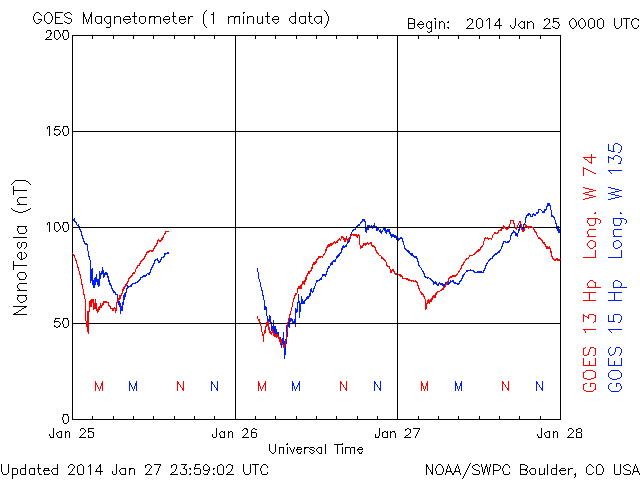 GOES Magnetometer (1 minute data)
Begin: 2014 Jan 25 0000 UTC
200
150
100
50
0
NanoTesla (nT)
M M N N M M N N M M N N
Jan 25 Jan 26 Jan 27 Jan 28
Universal Time
GOES 13 Hp Long. W 74
GOES 15 Hp Long. W 135
Updated 2014 Jan 27 23:59:02 UTC
NOAA/SWPC Boulder, CO USA